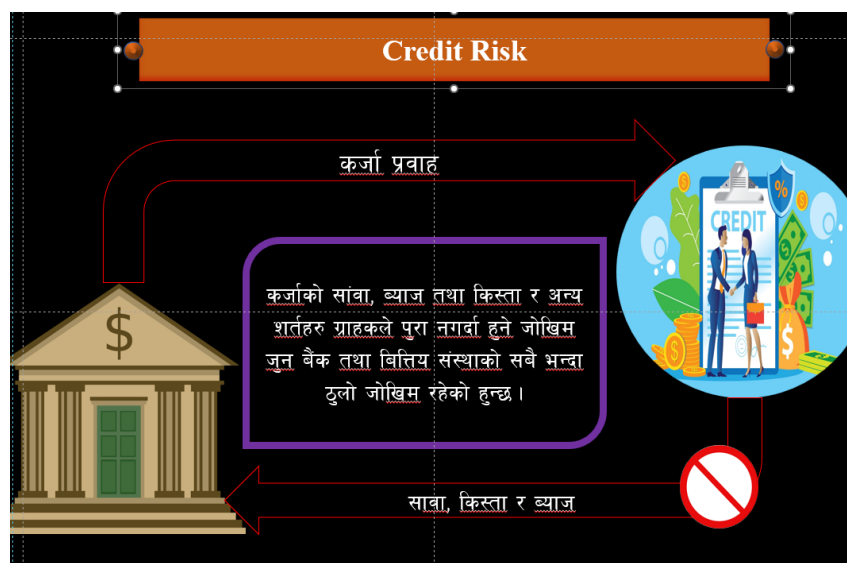 Credit Risk
कर्जा प्रवाह
%
CREDIT
$
कर्जाको सांवा, ब्याज तथा किस्ता र अन्य
शर्तहरु ग्राहकले पुरा नगर्दा हुने जोखिम
जुन बैंक तथा बित्तिय संस्थाको सबै भन्दा
ठुलो जोखिम रहेको हुन्छ ।
$
$
सावा, किस्ता र ब्याज